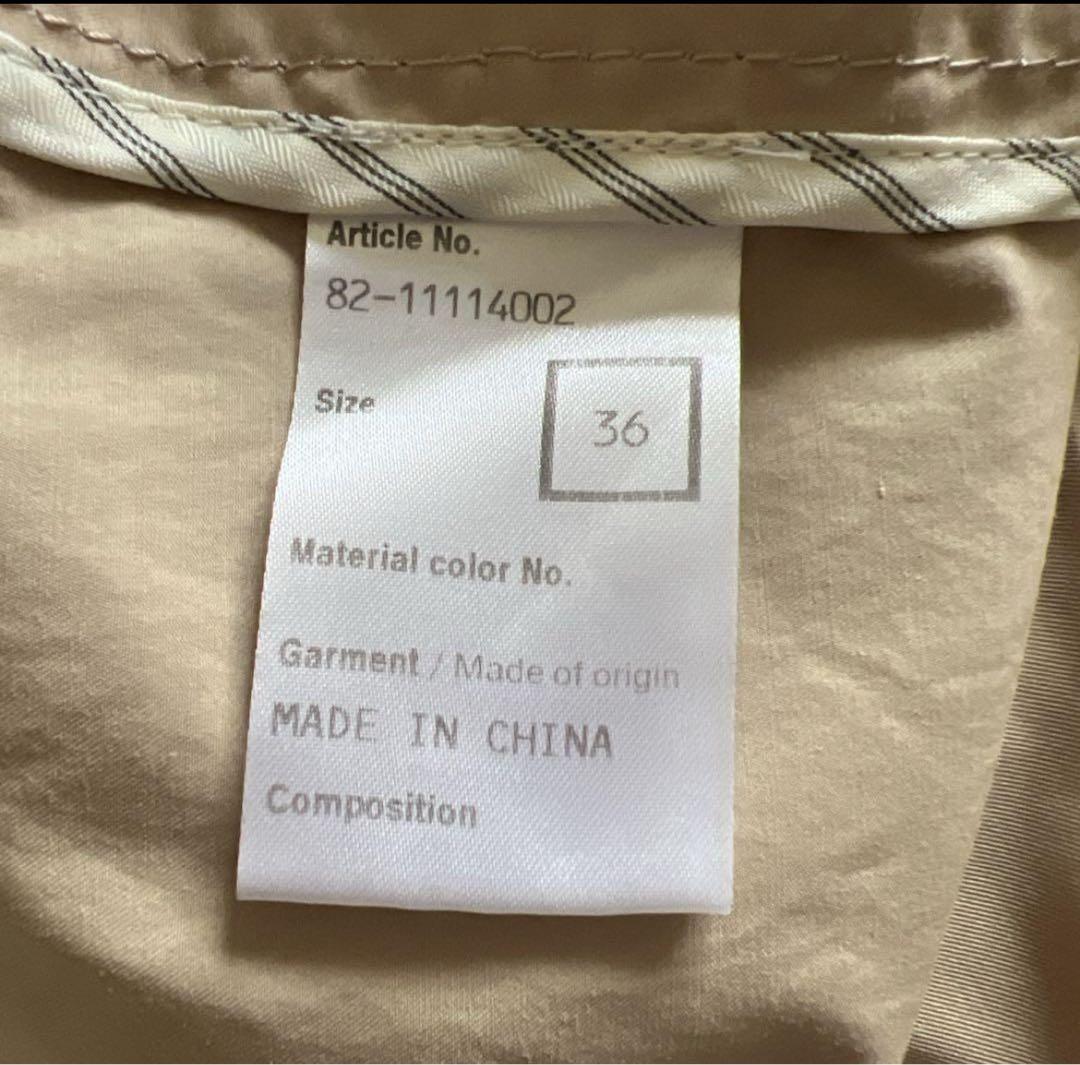 Article No.
82-11114002
Size
36
Material color No.
Garment / Made of origin
MADE IN CHINA
Composition